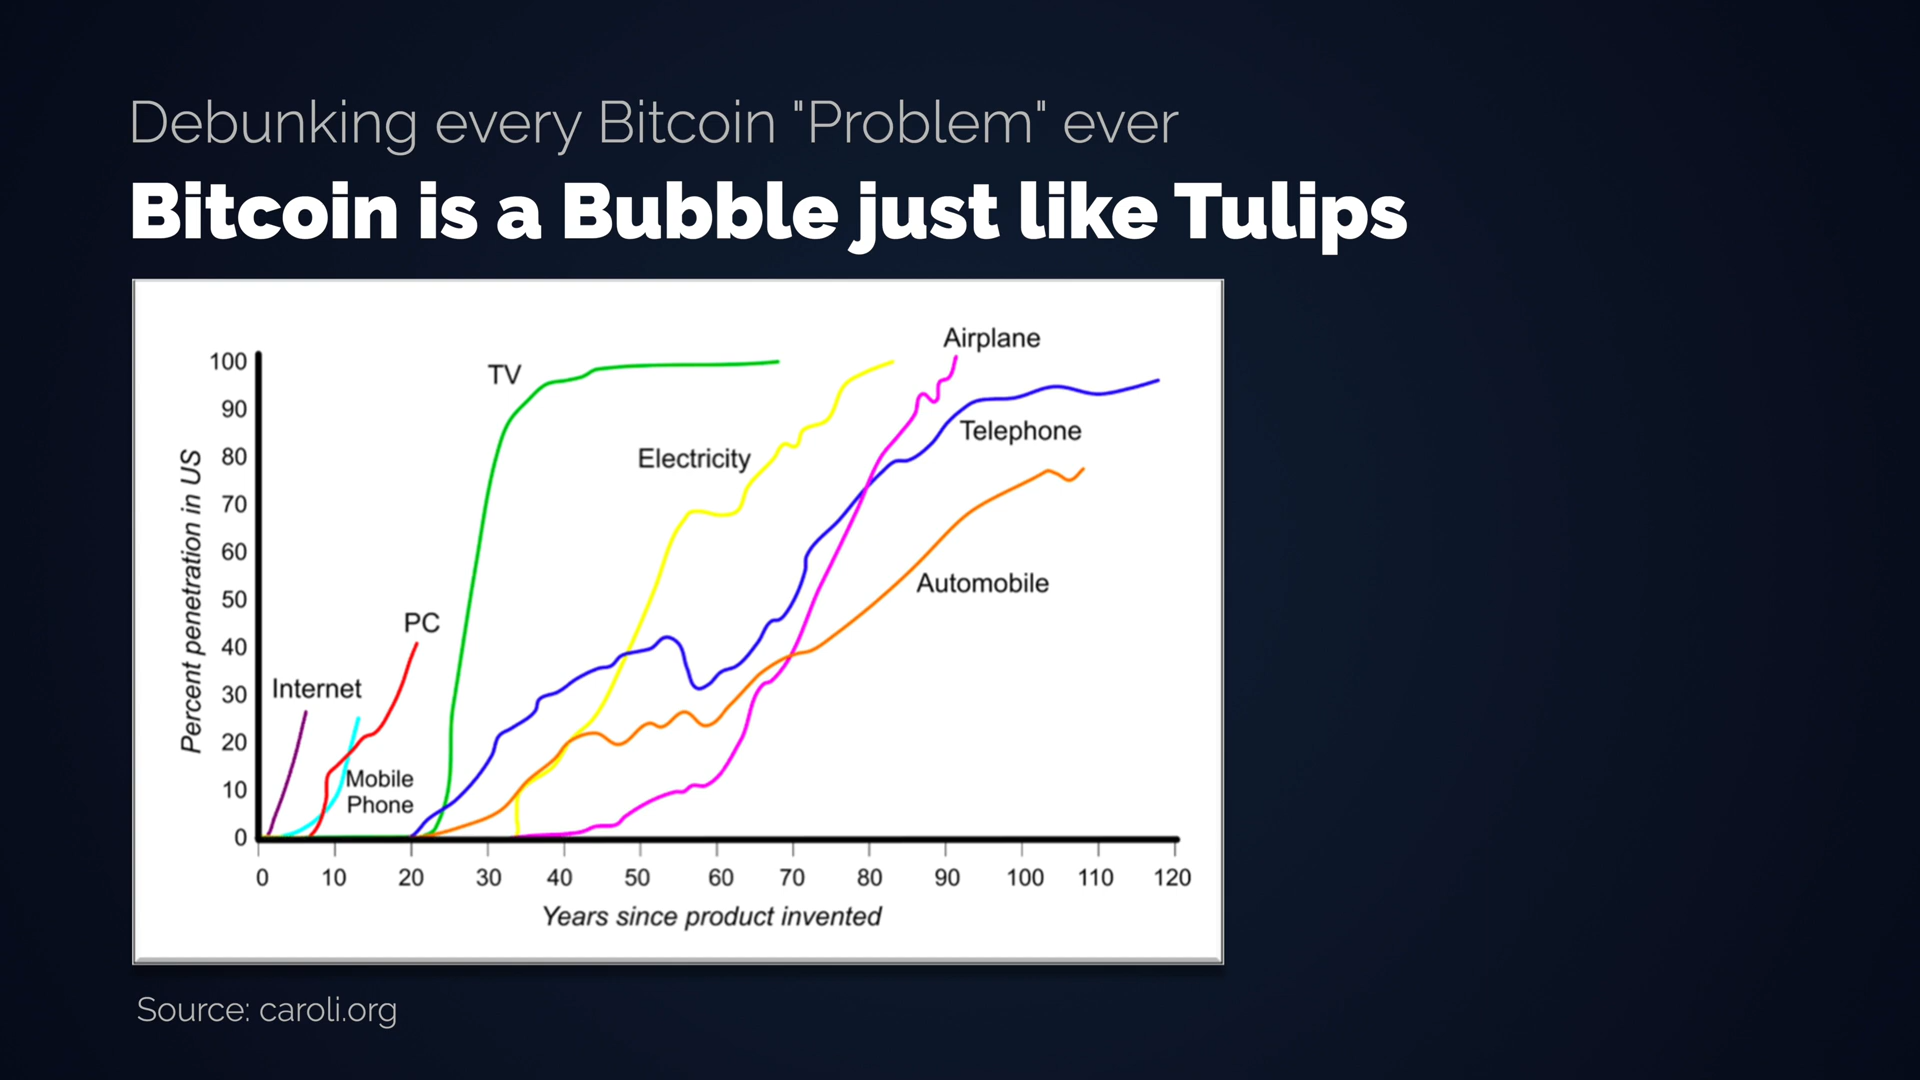 Debunking every Bitcoin "Problem" ever
Bitcoin is a Bubble just like Tulips
Airplane
TV
Telephone
Electricity
Automobile
PC
Internet
Mobile
Phone
Percent penetration in US
100
90
80
70
60
50
40
30
20
10
0
0 10 20 30 40 50 60 70 80 90 100 110 120
Years since product invented
Source: caroli.org